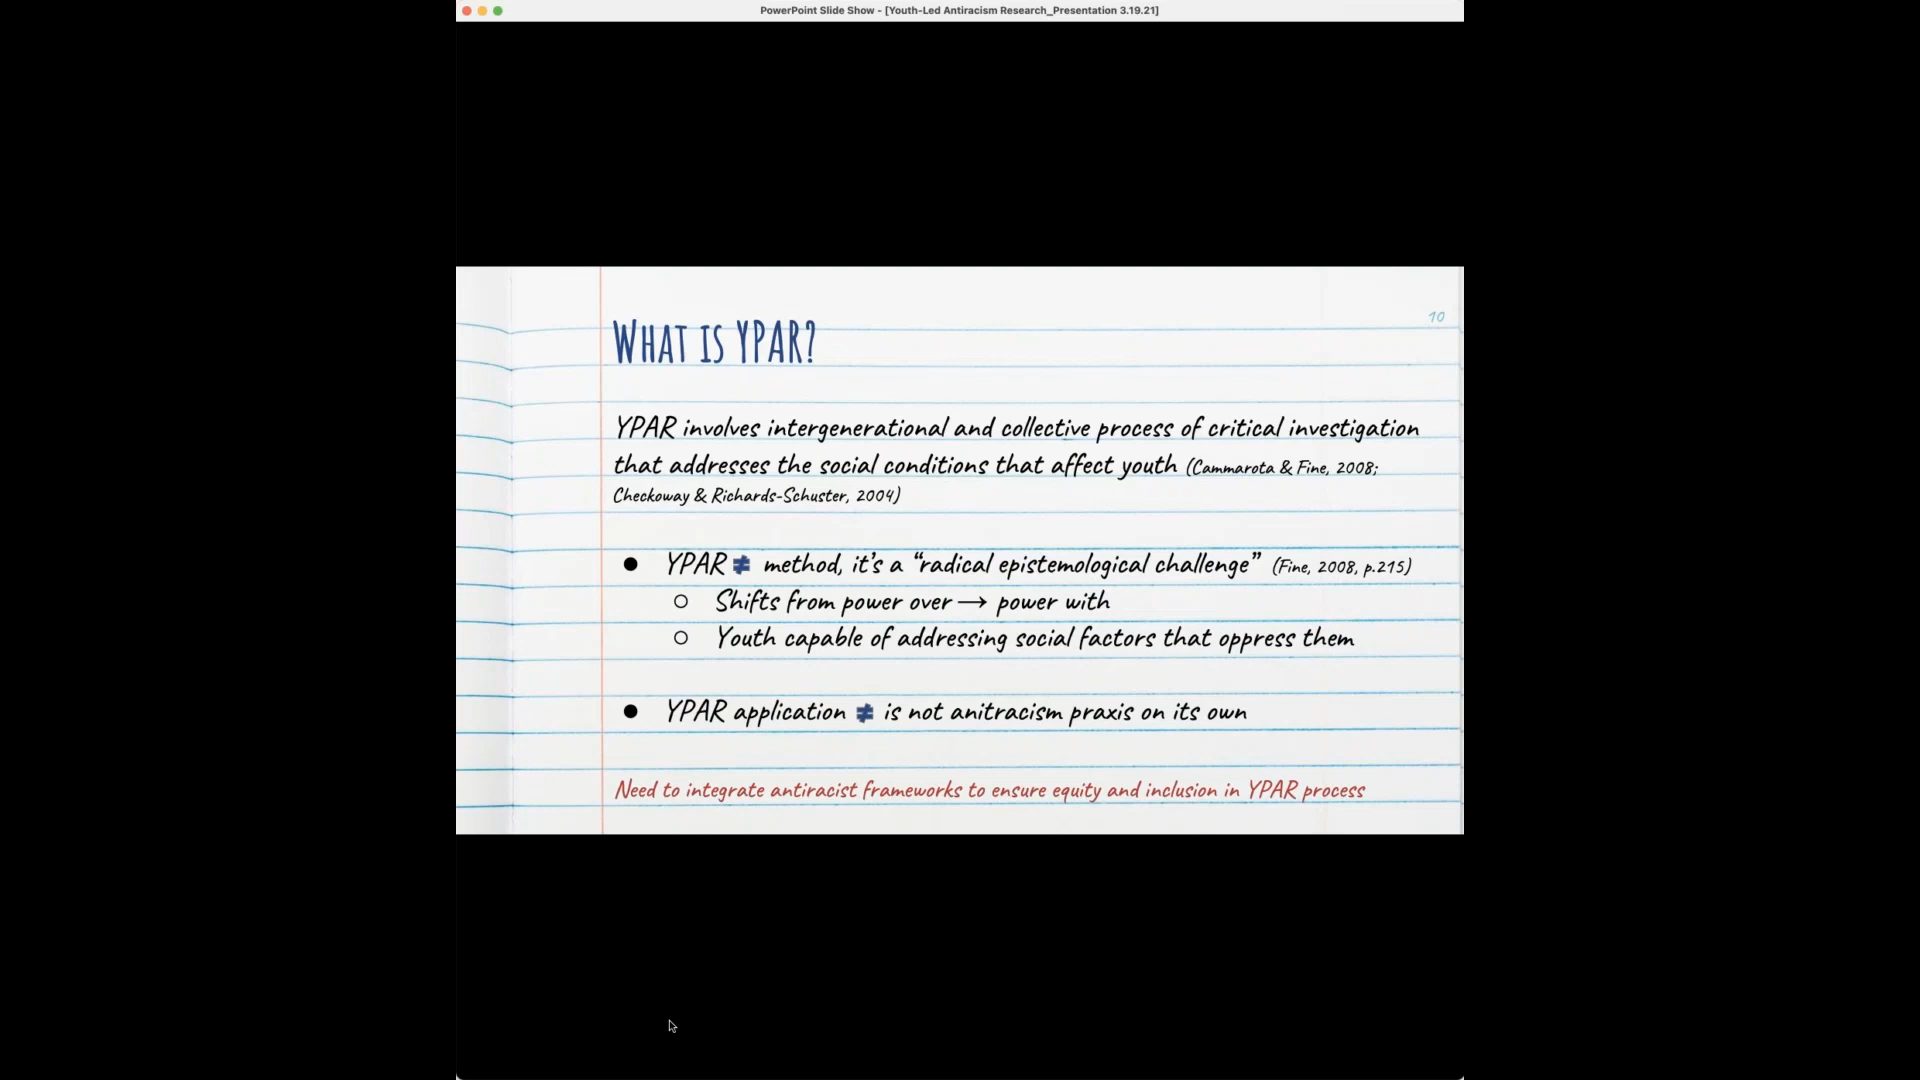 PowerPoint Slide Show - [Youth-Led Antiracism Research_Presentation 3.19.21]
10
WHAT IS YPAR?
YPAR involves intergenerational and collective process of critical investigation
that addresses the social conditions that affect youth (Cammarota & Fine, 2008;
Checkoway & Richards-Schuster, 2004)
● YPAR ≠ method, it's a “radical epistemological challenge” (Fine, 2008, p.215)
○ Shifts from power over → power with
○ Youth capable of addressing social factors that oppress them
● YPAR application ≠ is not anitracism praxis on its own
Need to integrate antiracist frameworks to ensure equity and inclusion in YPAR process